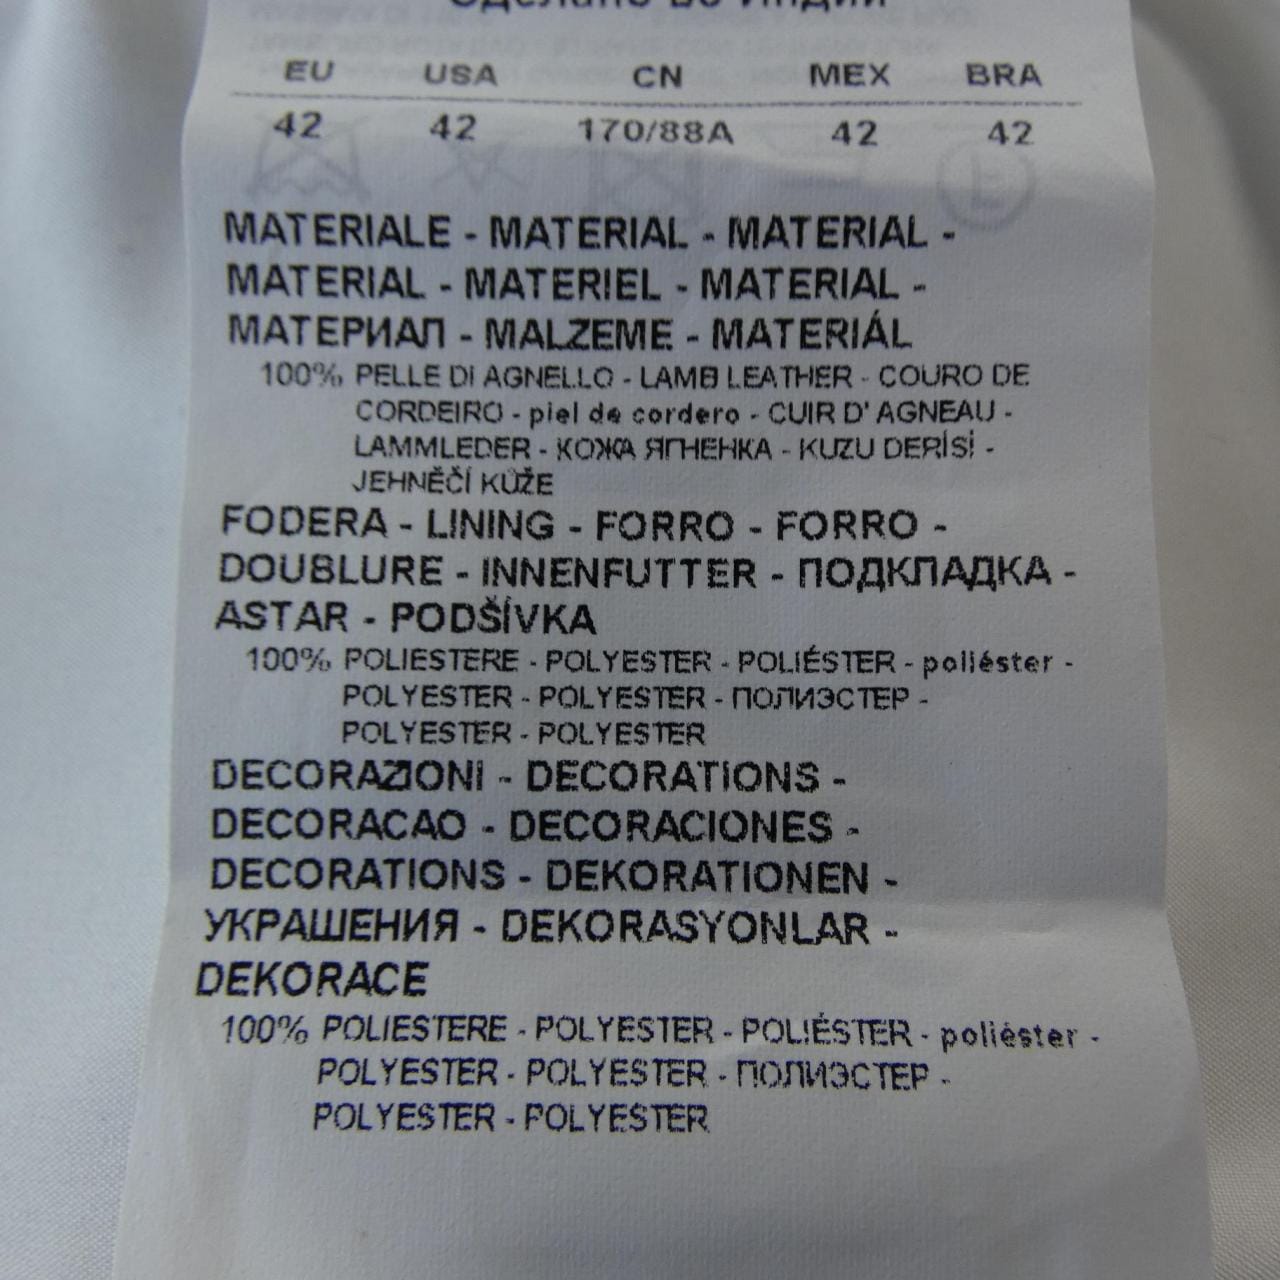 Сделано во Индии
EU USA CN MEX BRA
42 42 170/88A 42 42
MATERIALE - MATERIAL - MATERIAL -
MATERIAL - MATERIEL - MATERIAL -
МАТЕРИАЛ - MALZEME - MATERIÁL
100% PELLE DI AGNELLO - LAMB LEATHER - COURO DE
CORDEIRO - piel de cordero - CUIR D' AGNEAU -
LAMMLEDER - КОЖА ЯГНЕНКА - KUZU DERİSİ -
JEHNĚČÍ KŮŽE
FODERA - LINING - FORRO - FORRO -
DOUBLURE - INNENFUTTER - ПОДКЛАДКА -
ASTAR - PODŠÍVKA
100% POLIESTERE - POLYESTER - POLIÉSTER - poliéster -
POLYESTER - POLYESTER - ПОЛИЭСТЕР -
POLYESTER - POLYESTER
DECORAZIONI - DECORATIONS -
DECORACAO - DECORACIONES -
DECORATIONS - DEKORATIONEN -
УКРАШЕНИЯ - DEKORASYONLAR -
DEKORACE
100% POLIESTERE - POLYESTER - POLIÉSTER - poliéster -
POLYESTER - POLYESTER - ПОЛИЭСТЕР -
POLYESTER - POLYESTER